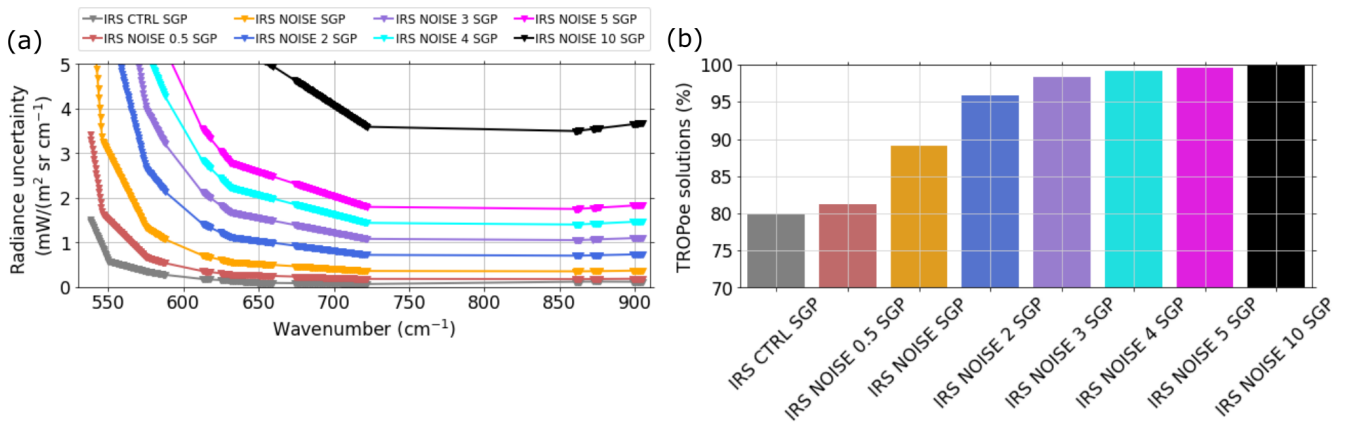 (a)
IRS CTRL SGP
IRS NOISE SGP
IRS NOISE 3 SGP
IRS NOISE 5 SGP
IRS NOISE 0.5 SGP
IRS NOISE 2 SGP
IRS NOISE 4 SGP
IRS NOISE 10 SGP
Radiance uncertainty
(mW/(m² sr cm⁻¹)
5
4
3
2
1
0
550
600
650
700
750
800
850
900
Wavenumber (cm⁻¹)
(b)
TROPoe solutions (%)
100
95
90
85
80
75
70
IRS CTRL SGP
IRS NOISE 0.5 SGP
IRS NOISE SGP
IRS NOISE 2 SGP
IRS NOISE 3 SGP
IRS NOISE 4 SGP
IRS NOISE 5 SGP
IRS NOISE 10 SGP